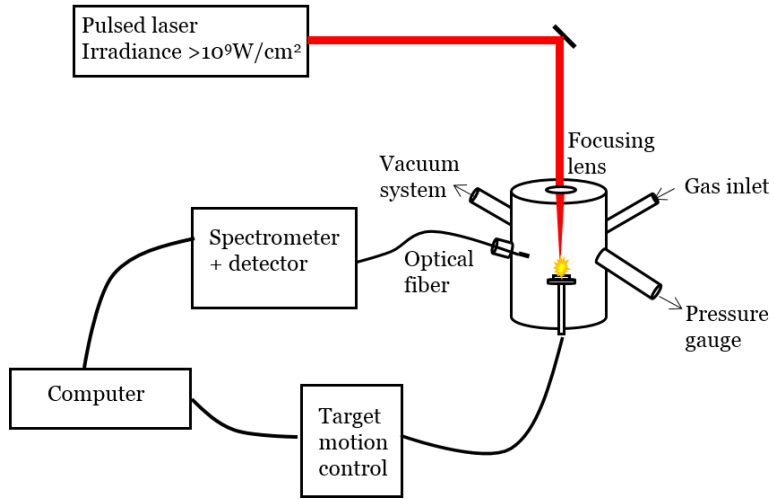 Pulsed laser
Irradiance >10⁹W/cm²
Focusing
lens
Vacuum
system
Gas inlet
Spectrometer
+ detector
Optical
fiber
Pressure
gauge
Computer
Target
motion
control